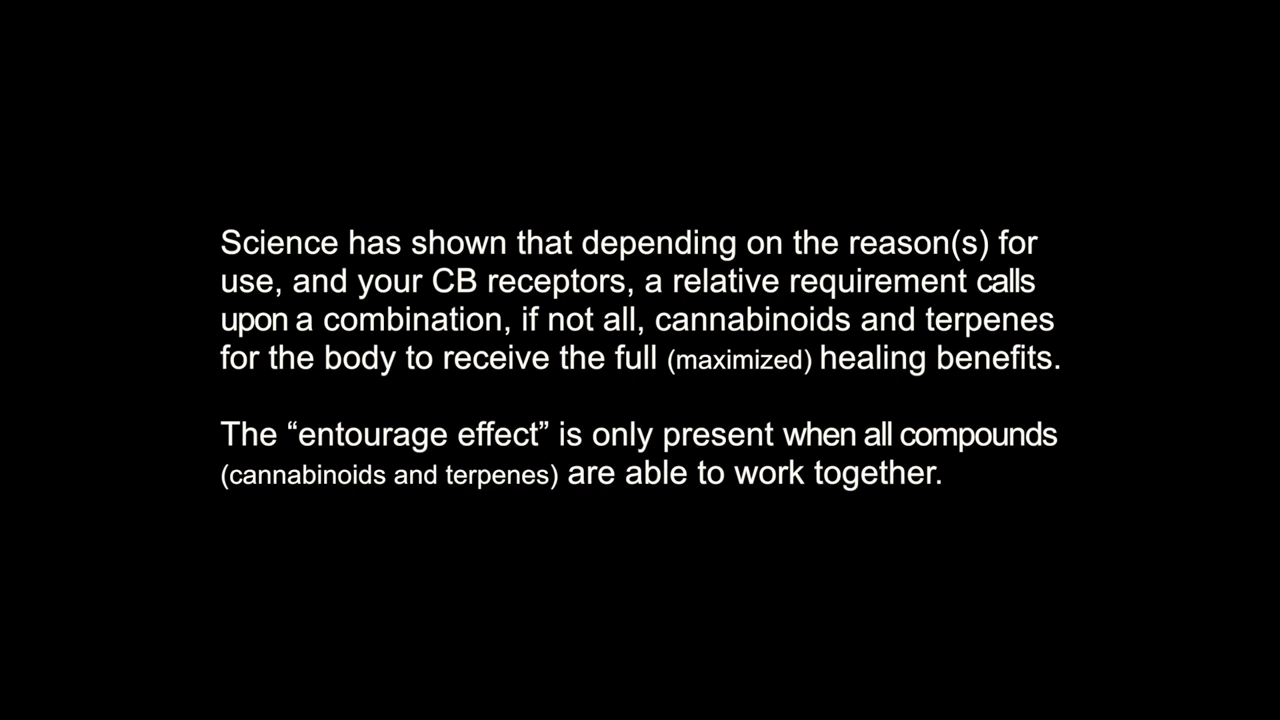 Science has shown that depending on the reason(s) for
use, and your CB receptors, a relative requirement calls
upon a combination, if not all, cannabinoids and terpenes
for the body to receive the full (maximized) healing benefits.
The “entourage effect” is only present when all compounds
(cannabinoids and terpenes) are able to work together.